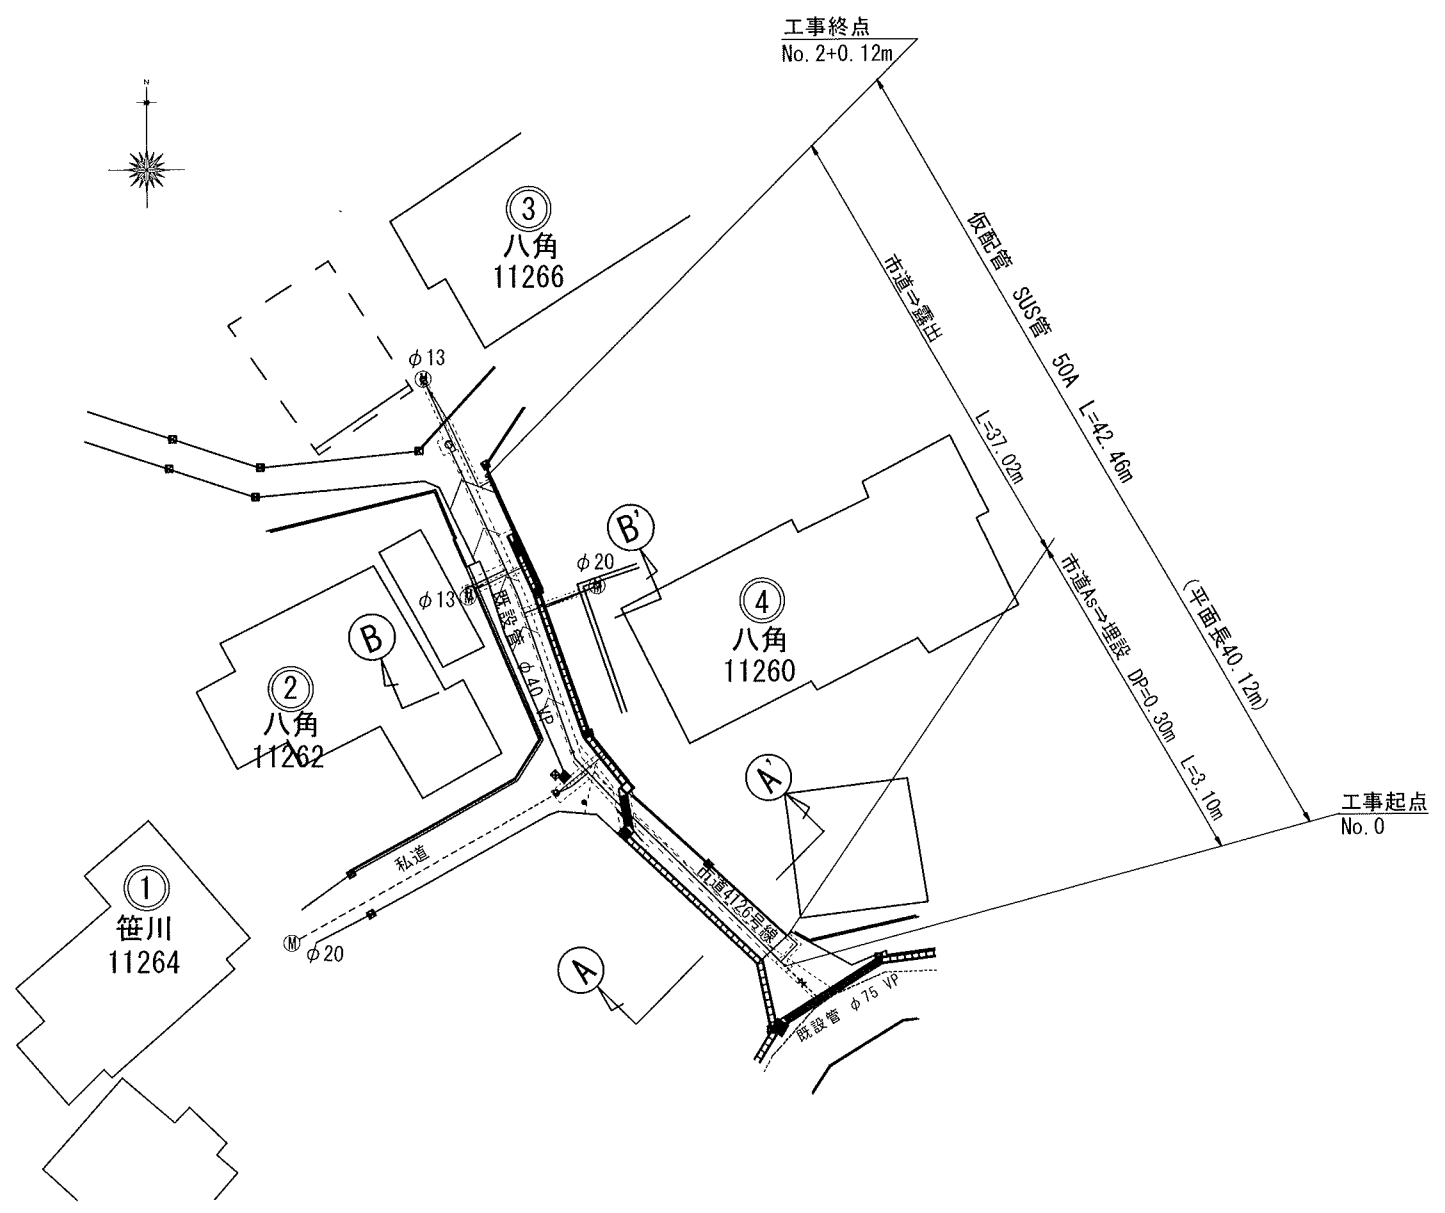 工事終点
No.2+0.12m
N
3
八角
11266
仮配管 SUS管 50A L=42.46m
(平面長40.12m)
市道⇒露出 L=37.02m
市道As⇒埋設 DP=0.30m L=3.10m
工事起点
No.0
φ13
M
B'
φ20
M
φ13
M
既設管 φ40 VP
4
八角
11260
B
2
八角
11262
A'
私道
1
笹川
11264
M
φ20
市道4126号線
A
既設管 φ75 VP